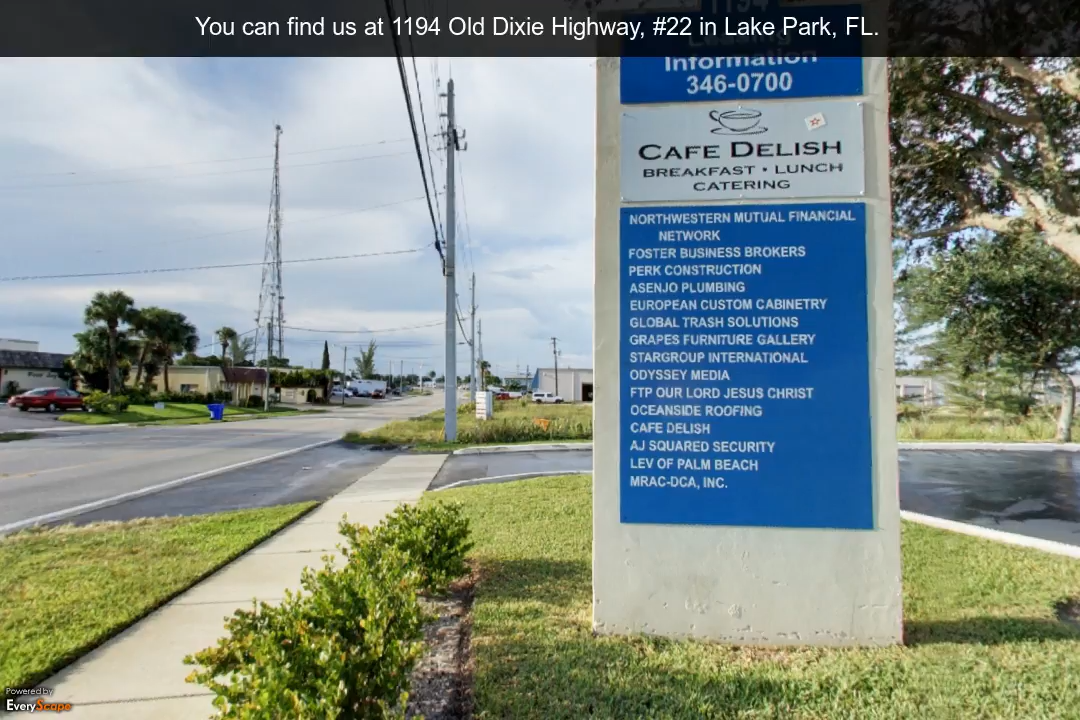 You can find us at 1194 Old Dixie Highway, #22 in Lake Park, FL.
1194
Leasing
Information
346-0700
CAFE DELISH
BREAKFAST • LUNCH
CATERING
NORTHWESTERN MUTUAL FINANCIAL
NETWORK
FOSTER BUSINESS BROKERS
PERK CONSTRUCTION
ASENJO PLUMBING
EUROPEAN CUSTOM CABINETRY
GLOBAL TRASH SOLUTIONS
GRAPES FURNITURE GALLERY
STARGROUP INTERNATIONAL
ODYSSEY MEDIA
FTP OUR LORD JESUS CHRIST
OCEANSIDE ROOFING
CAFE DELISH
AJ SQUARED SECURITY
LEV OF PALM BEACH
MRAC-DCA, INC.
Powered by
EveryScape